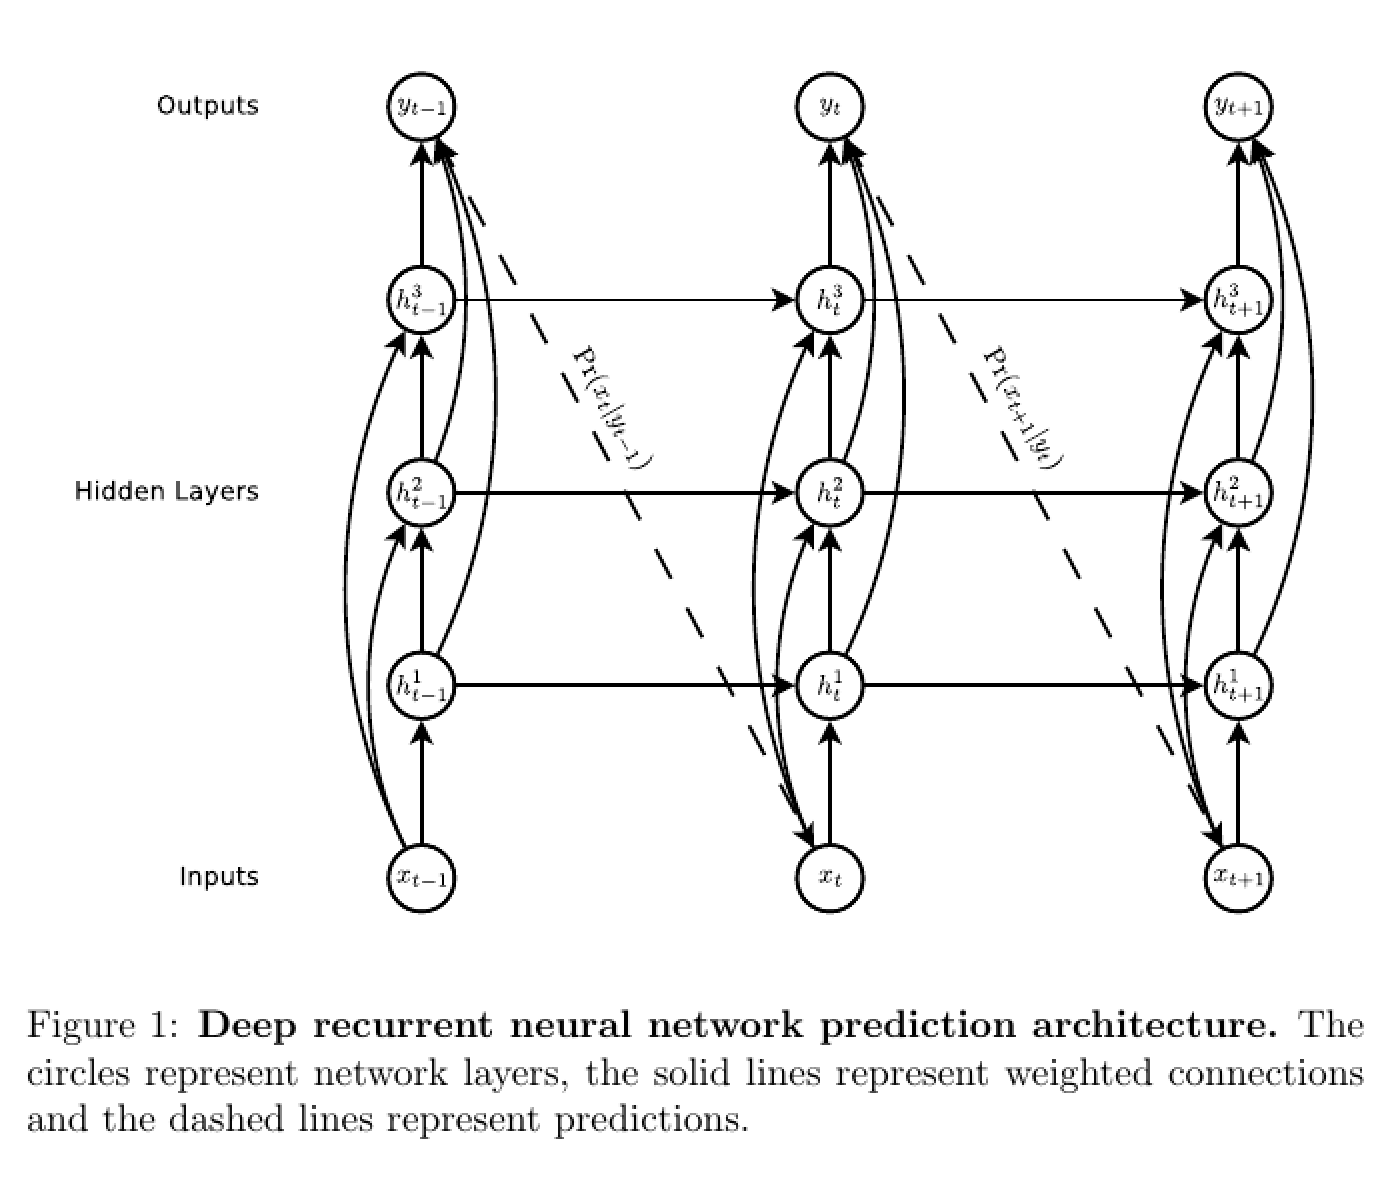 Outputs
y_{t−1}
y_t
y_{t+1}
h^3_{t−1}
h^3_t
h^3_{t+1}
Pr(x_t|y_{t−1})
Pr(x_{t+1}|y_t)
Hidden Layers
h^2_{t−1}
h^2_t
h^2_{t+1}
h^1_{t−1}
h^1_t
h^1_{t+1}
Inputs
x_{t−1}
x_t
x_{t+1}
Figure 1: Deep recurrent neural network prediction architecture. The
circles represent network layers, the solid lines represent weighted connections
and the dashed lines represent predictions.